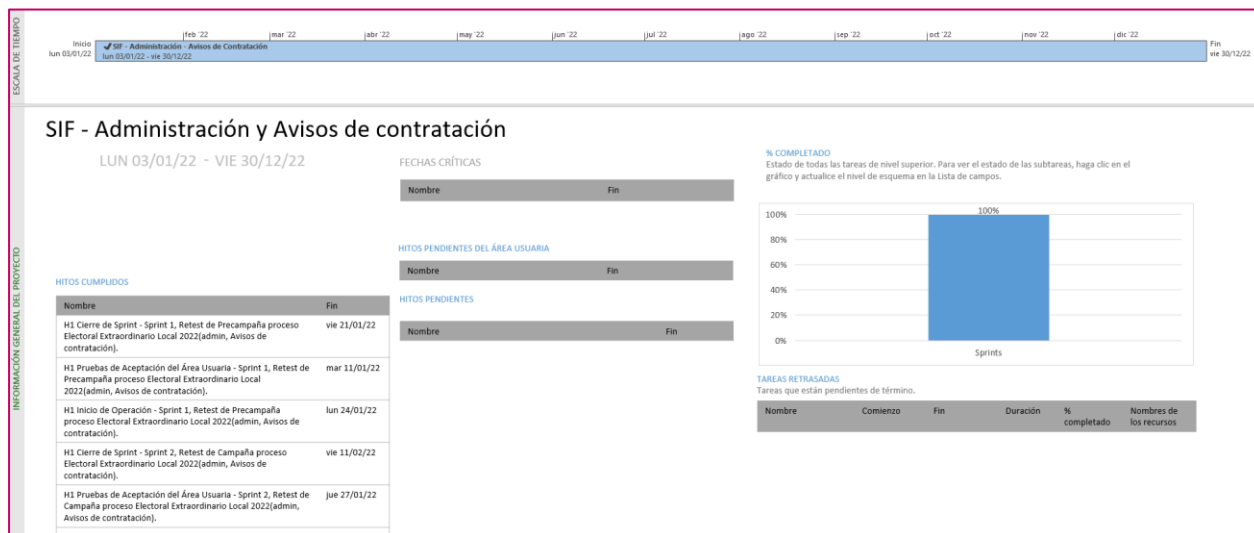 ESCALA DE TIEMPO
feb '22
mar '22
abr '22
may '22
jun '22
jul '22
ago '22
sep '22
oct '22
nov '22
dic '22
Inicio
lun 03/01/22
SIF - Administración - Avisos de Contratación
lun 03/01/22 - vie 30/12/22
Fin
vie 30/12/22
INFORMACIÓN GENERAL DEL PROYECTO
SIF - Administración y Avisos de contratación
LUN 03/01/22 - VIE 30/12/22
HITOS CUMPLIDOS
Nombre Fin
H1 Cierre de Sprint - Sprint 1, Retest de Precampaña proceso vie 21/01/22
Electoral Extraordinario Local 2022(admin, Avisos de
contratación).
H1 Pruebas de Aceptación del Área Usuaria - Sprint 1, Retest de mar 11/01/22
Precampaña proceso Electoral Extraordinario Local
2022(admin, Avisos de contratación).
H1 Inicio de Operación - Sprint 1, Retest de Precampaña lun 24/01/22
proceso Electoral Extraordinario Local 2022(admin, Avisos de
contratación).
H1 Cierre de Sprint - Sprint 2, Retest de Campaña proceso vie 11/02/22
Electoral Extraordinario Local 2022(admin, Avisos de
contratación).
H1 Pruebas de Aceptación del Área Usuaria - Sprint 2, Retest de jue 27/01/22
Campaña proceso Electoral Extraordinario Local 2022(admin,
Avisos de contratación).
FECHAS CRÍTICAS
Nombre Fin
HITOS PENDIENTES DEL ÁREA USUARIA
Nombre Fin
HITOS PENDIENTES
Nombre Fin
% COMPLETADO
Estado de todas las tareas de nivel superior. Para ver el estado de las subtareas, haga clic en el
gráfico y actualice el nivel de esquema en la Lista de campos.
100%
100%
80%
60%
40%
20%
0%
Sprints
TAREAS RETRASADAS
Tareas que están pendientes de término.
Nombre Comienzo Fin Duración % Nombres de
completado los recursos